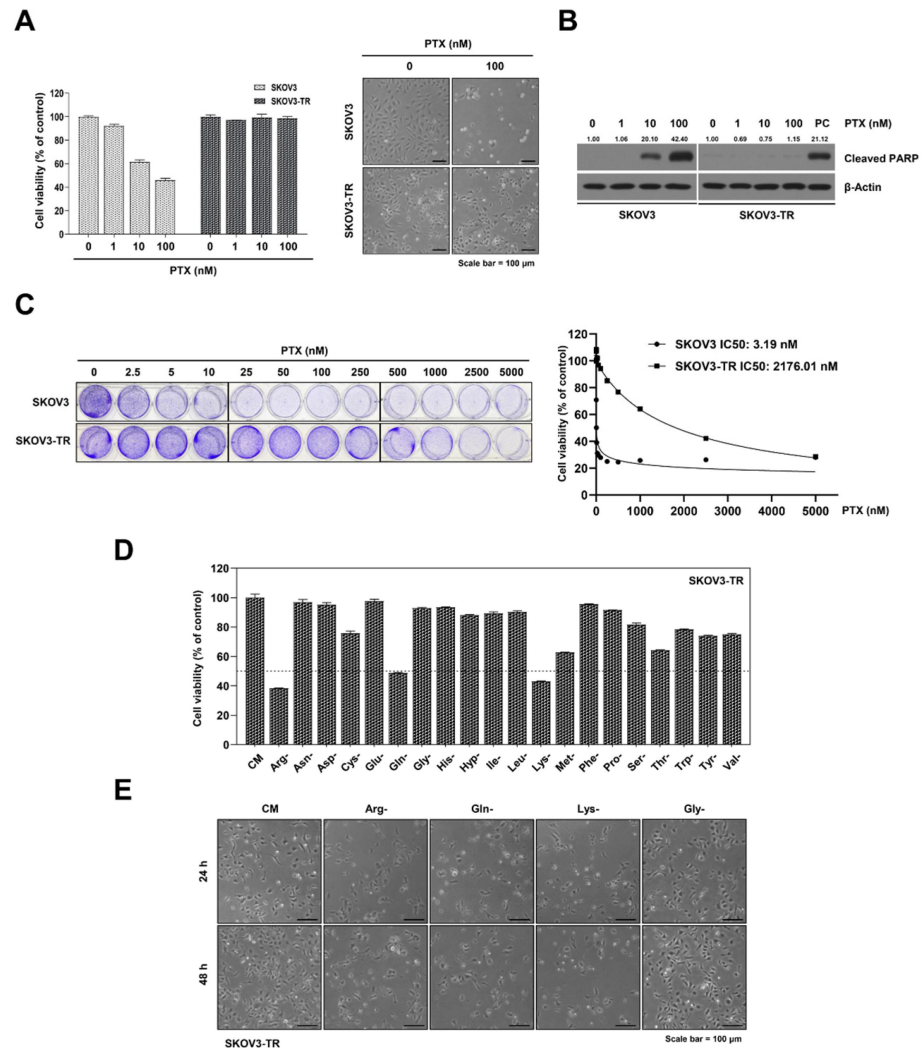 A
Cell viability (% of control)
120
100
80
60
40
20
0
SKOV3
SKOV3-TR
0 1 10 100 0 1 10 100
PTX (nM)
PTX (nM)
0 100
SKOV3
SKOV3-TR
Scale bar = 100 μm
B
0 1 10 100 0 1 10 100 PC PTX (nM)
1.00 1.06 20.10 42.40 1.00 0.69 0.75 1.15 21.12
Cleaved PARP
β-Actin
SKOV3 SKOV3-TR
C
PTX (nM)
0 2.5 5 10 25 50 100 250 500 1000 2500 5000
SKOV3
SKOV3-TR
Cell viability (% of control)
120
100
80
60
40
20
0
SKOV3 IC50: 3.19 nM
SKOV3-TR IC50: 2176.01 nM
0 1000 2000 3000 4000 5000 PTX (nM)
D
Cell viability (% of control)
120
100
80
60
40
20
0
SKOV3-TR
CM Arg- Asn- Asp- Cys- Glu- Gln- Gly- His- Hyp- Ile- Leu- Lys- Met- Phe- Pro- Ser- Thr- Trp- Tyr- Val-
E
CM Arg- Gln- Lys- Gly-
24 h
48 h
SKOV3-TR
Scale bar = 100 μm